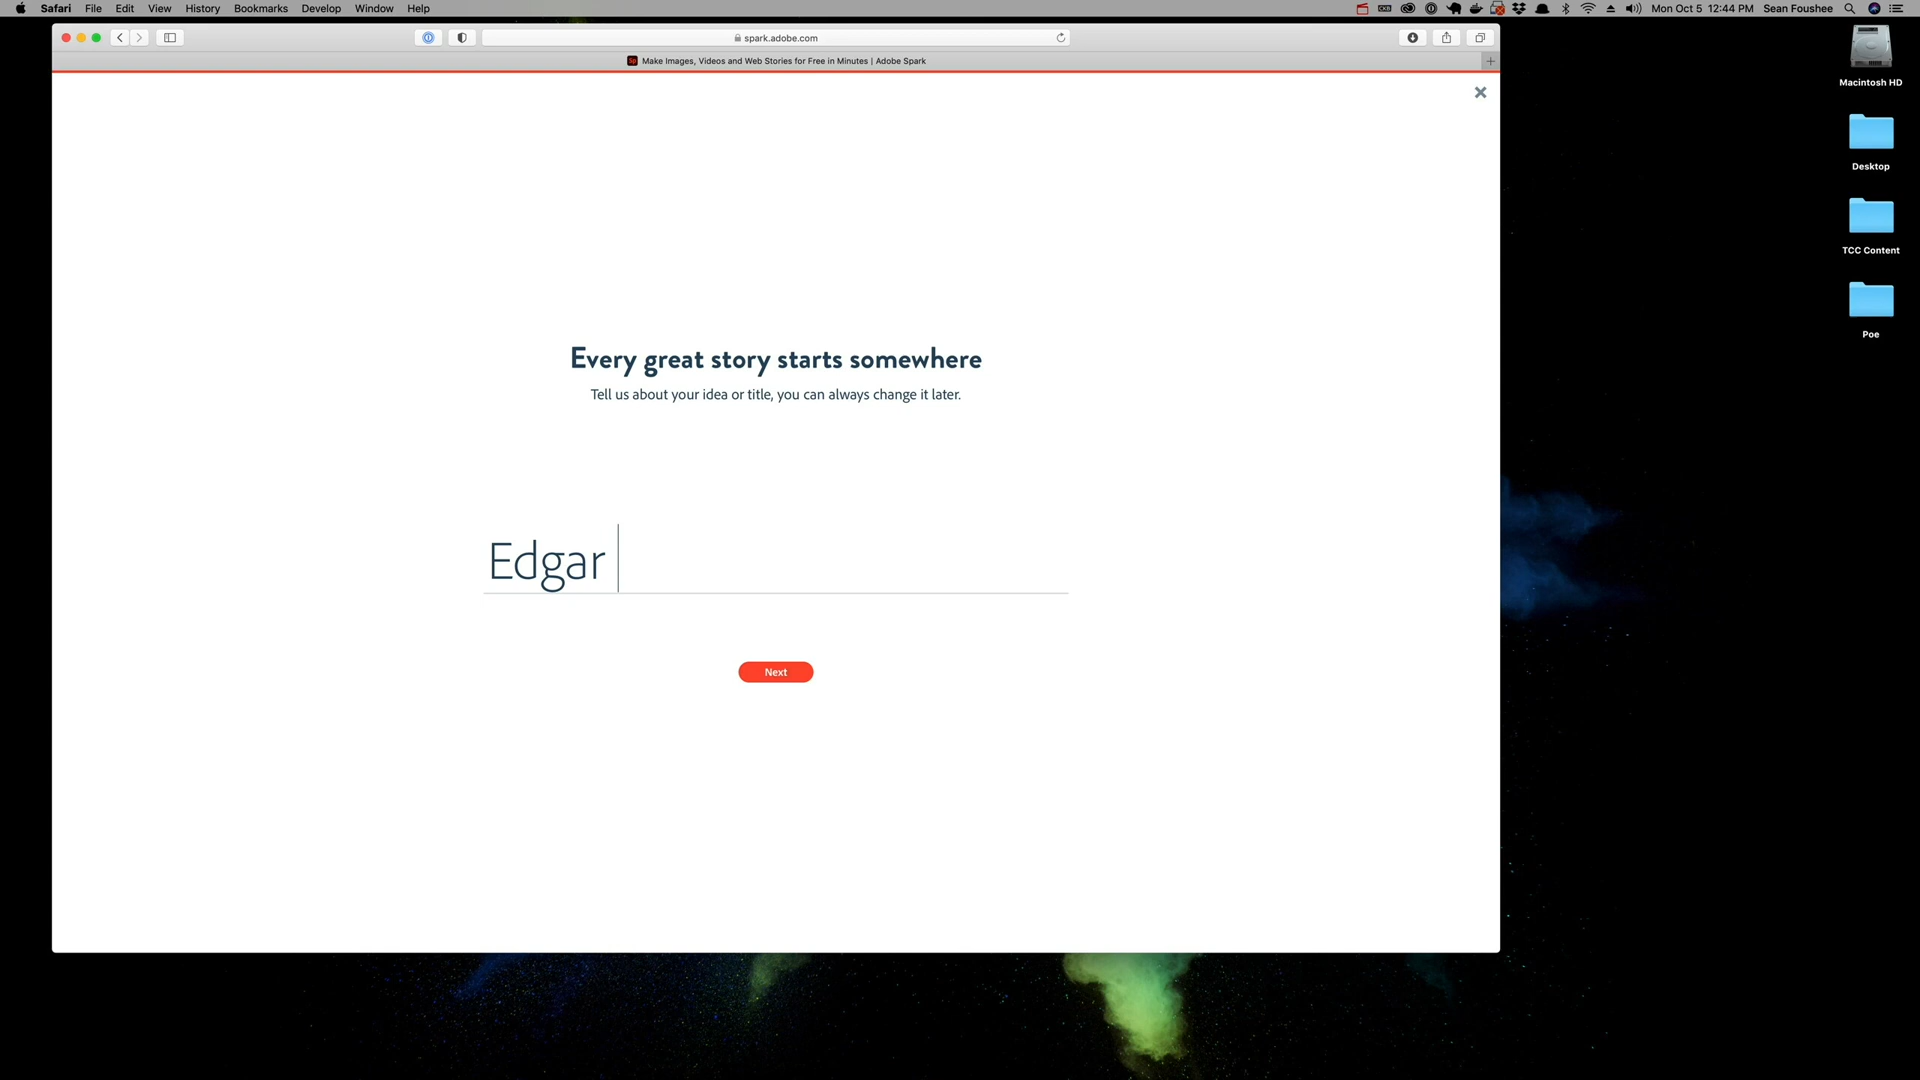 Safari File Edit View History Bookmarks Develop Window Help Mon Oct 5 12:44 PM Sean Foushee
spark.adobe.com
Sp Make Images, Videos and Web Stories for Free in Minutes | Adobe Spark
Macintosh HD
Desktop
TCC Content
Poe
Every great story starts somewhere
Tell us about your idea or title, you can always change it later.
Edgar
Next